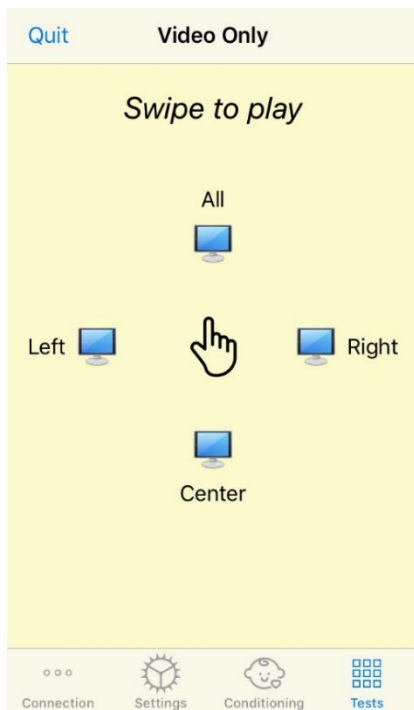 Quit Video Only
Swipe to play
All
Left Right
Center
Connection Settings Conditioning Tests